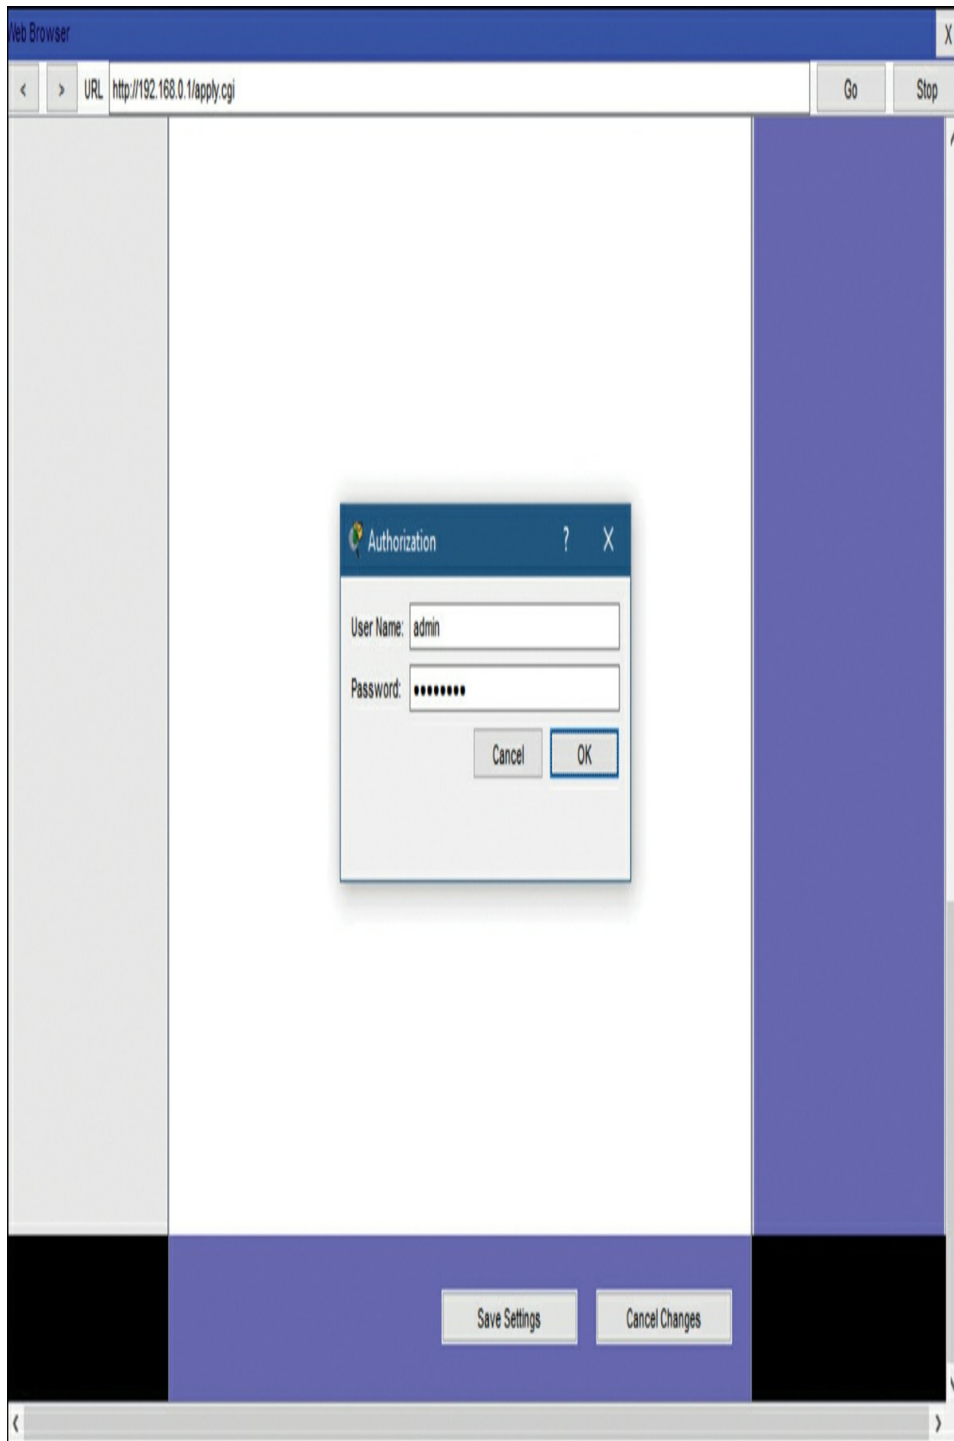 Web Browser X
< > URL http://192.168.0.1/apply.cgi Go Stop
Authorization ? X
User Name: admin
Password: ••••••••
Cancel OK
Save Settings Cancel Changes